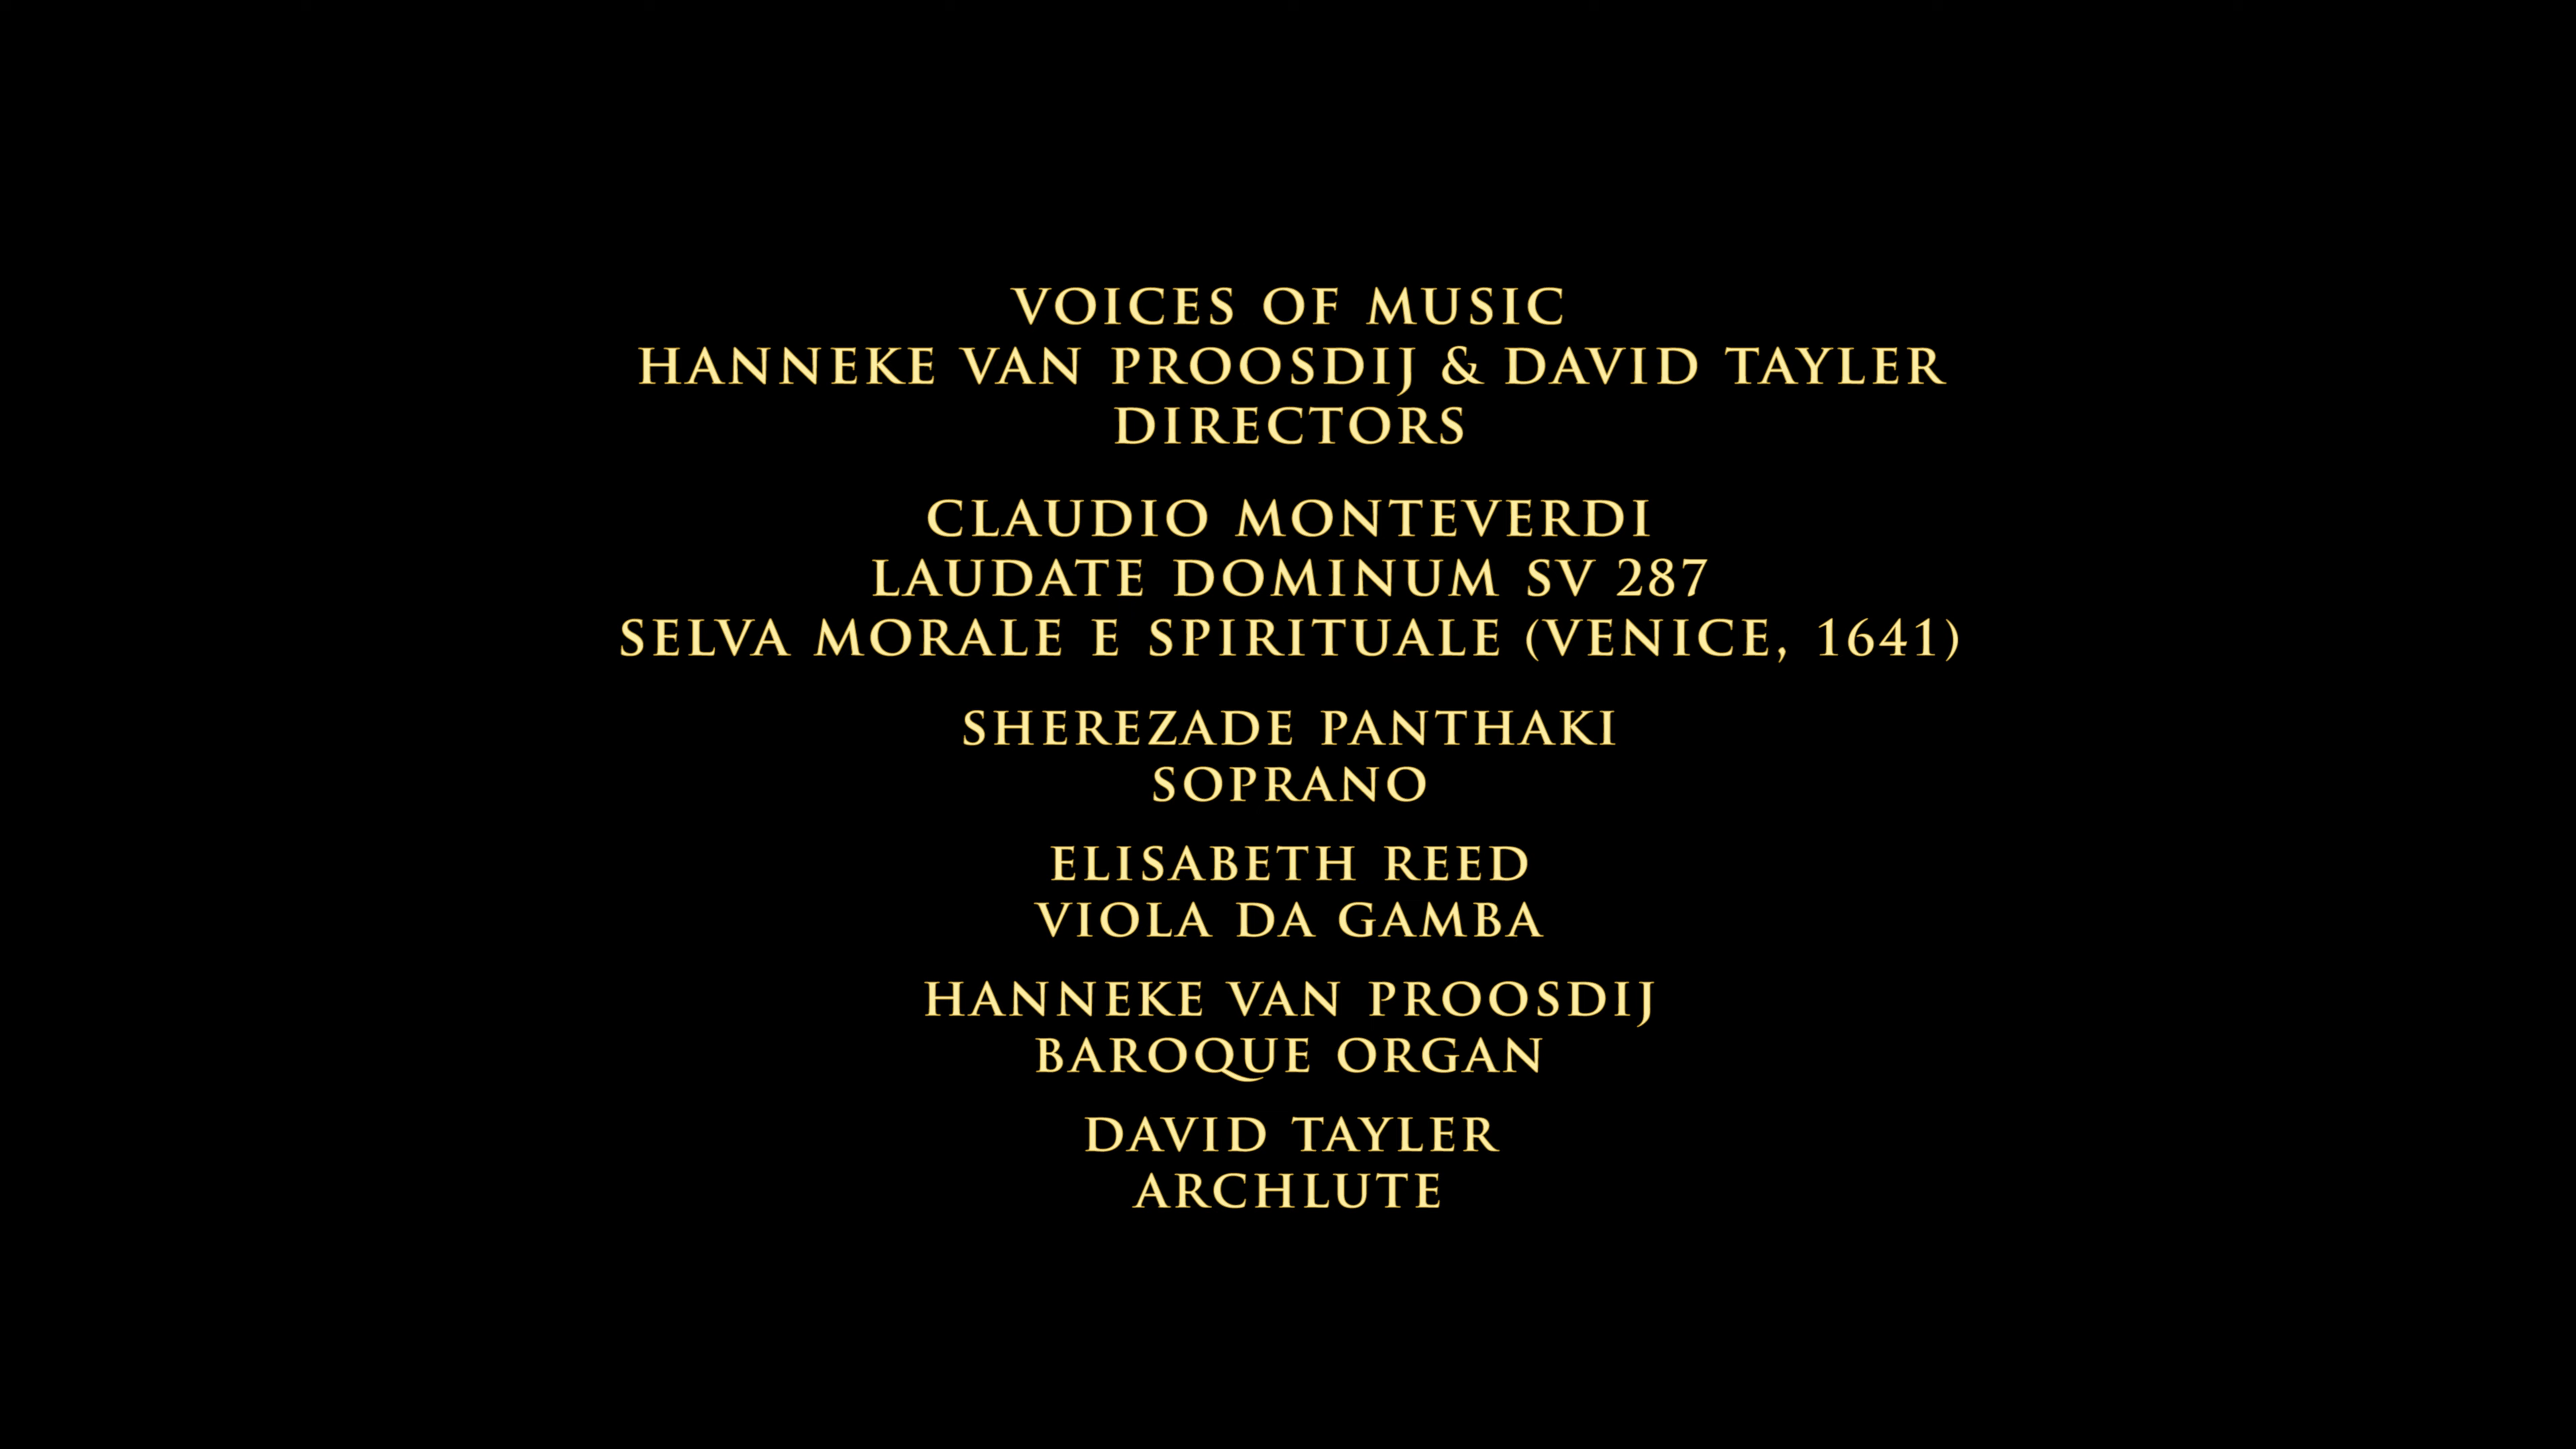 VOICES OF MUSIC
HANNEKE VAN PROOSDIJ & DAVID TAYLER
DIRECTORS
CLAUDIO MONTEVERDI
LAUDATE DOMINUM SV 287
SELVA MORALE E SPIRITUALE (VENICE, 1641)
SHEREZADE PANTHAKI
SOPRANO
ELISABETH REED
VIOLA DA GAMBA
HANNEKE VAN PROOSDIJ
BAROQUE ORGAN
DAVID TAYLER
ARCHLUTE